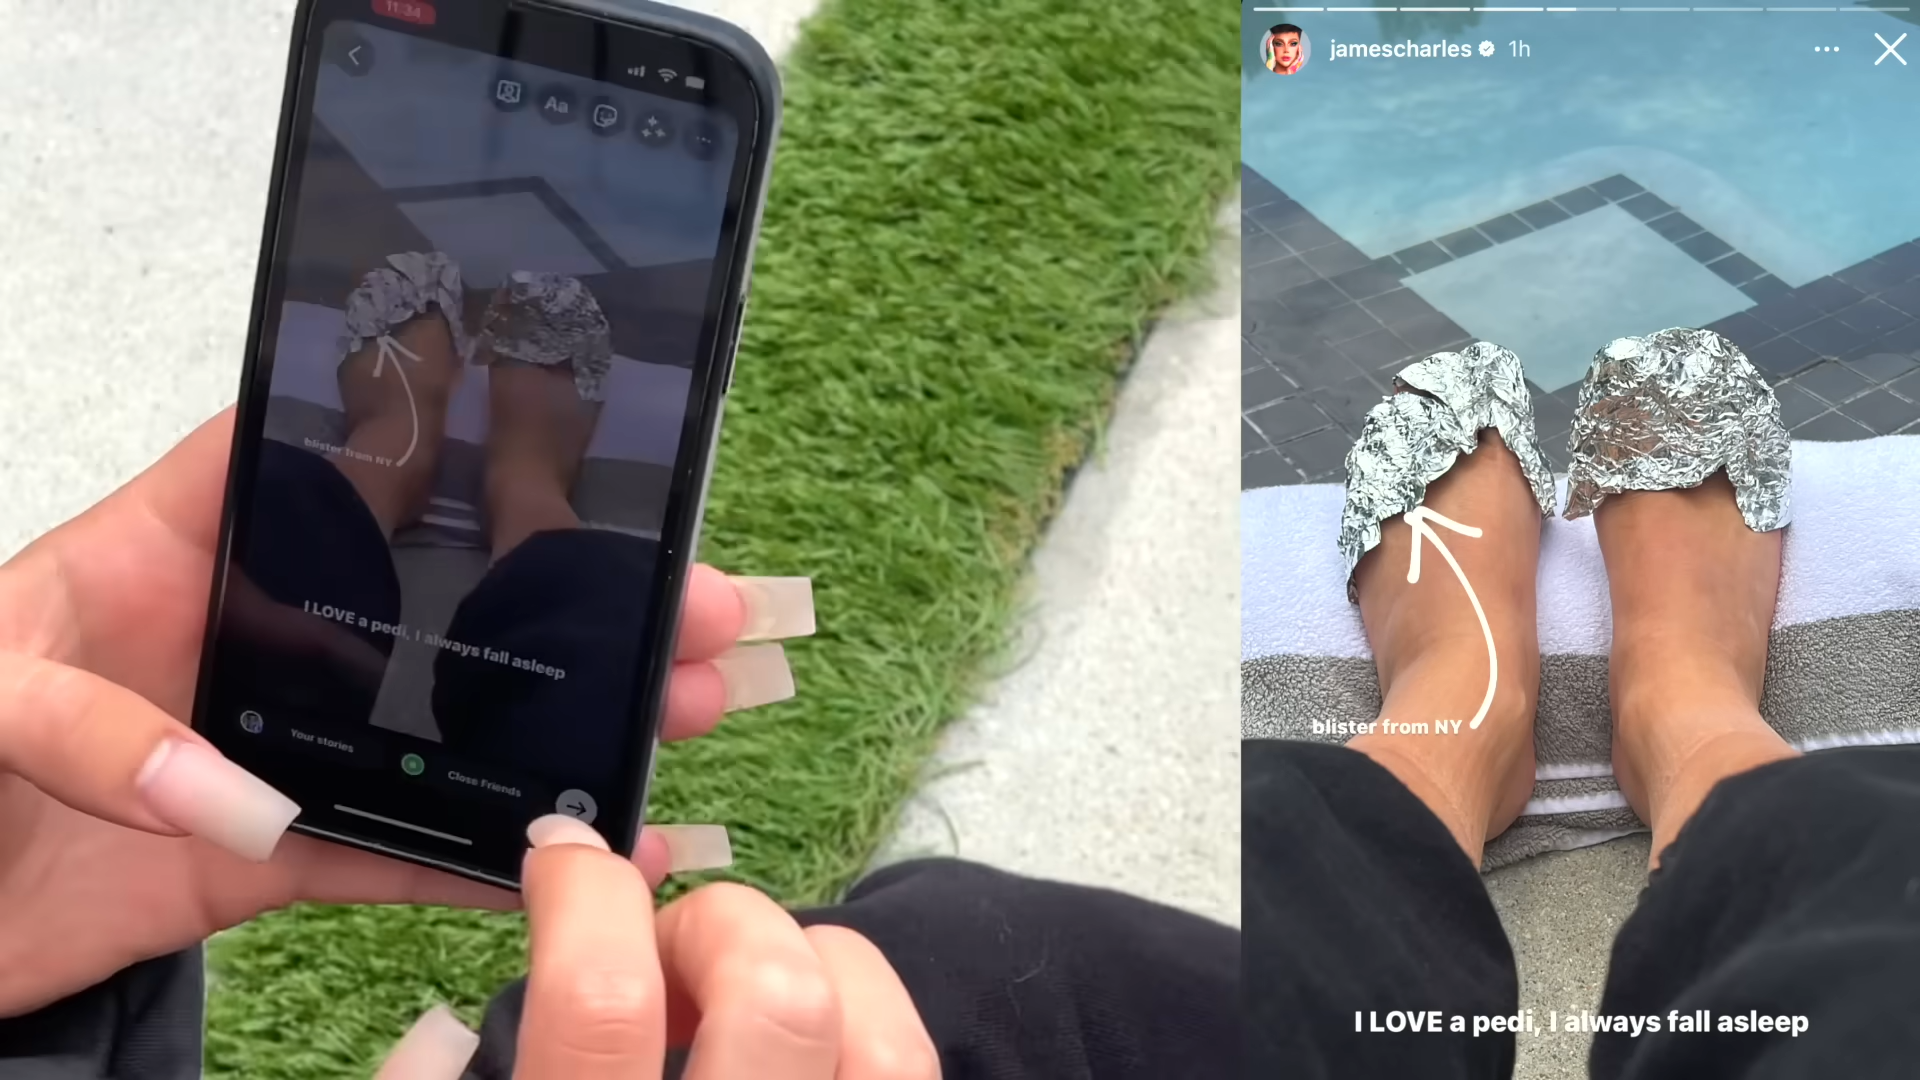 11:34
Aa
blister from NY
I LOVE a pedi, I always fall asleep
Your stories
Close Friends
jamescharles 1h
blister from NY
I LOVE a pedi, I always fall asleep